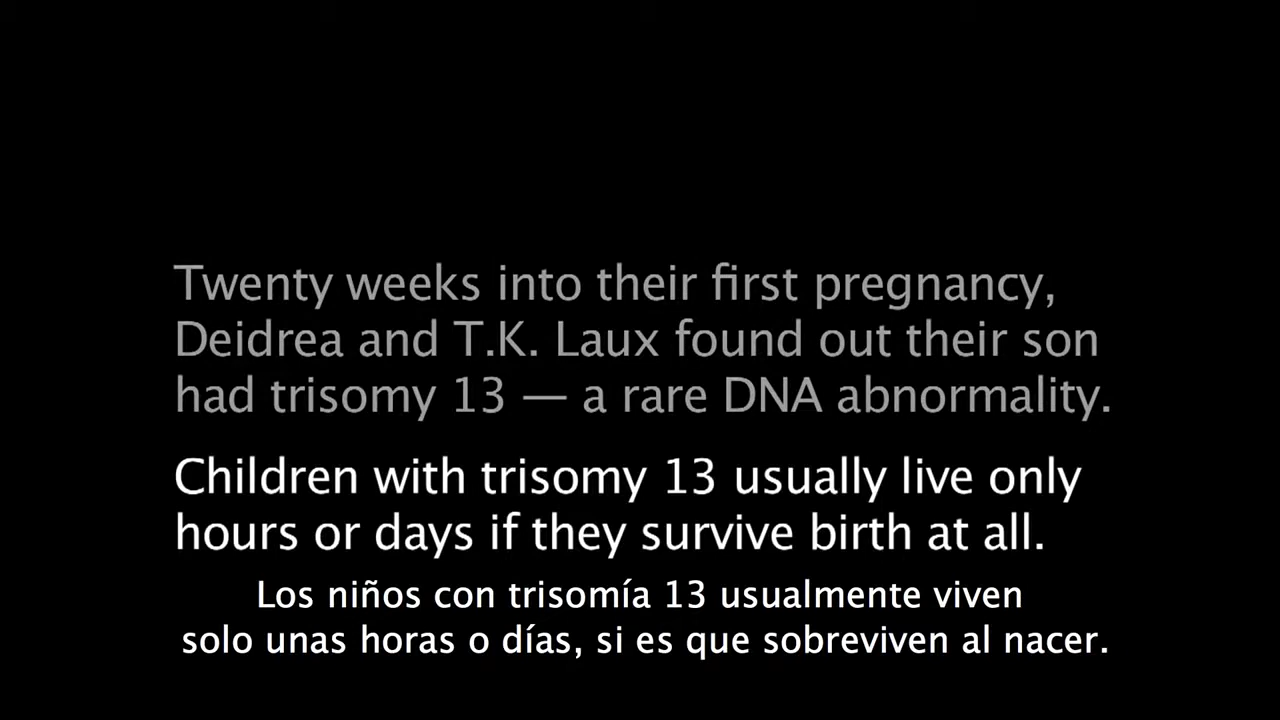 Twenty weeks into their first pregnancy,
Deidrea and T.K. Laux found out their son
had trisomy 13 — a rare DNA abnormality.
Children with trisomy 13 usually live only
hours or days if they survive birth at all.
Los niños con trisomía 13 usualmente viven
solo unas horas o días, si es que sobreviven al nacer.